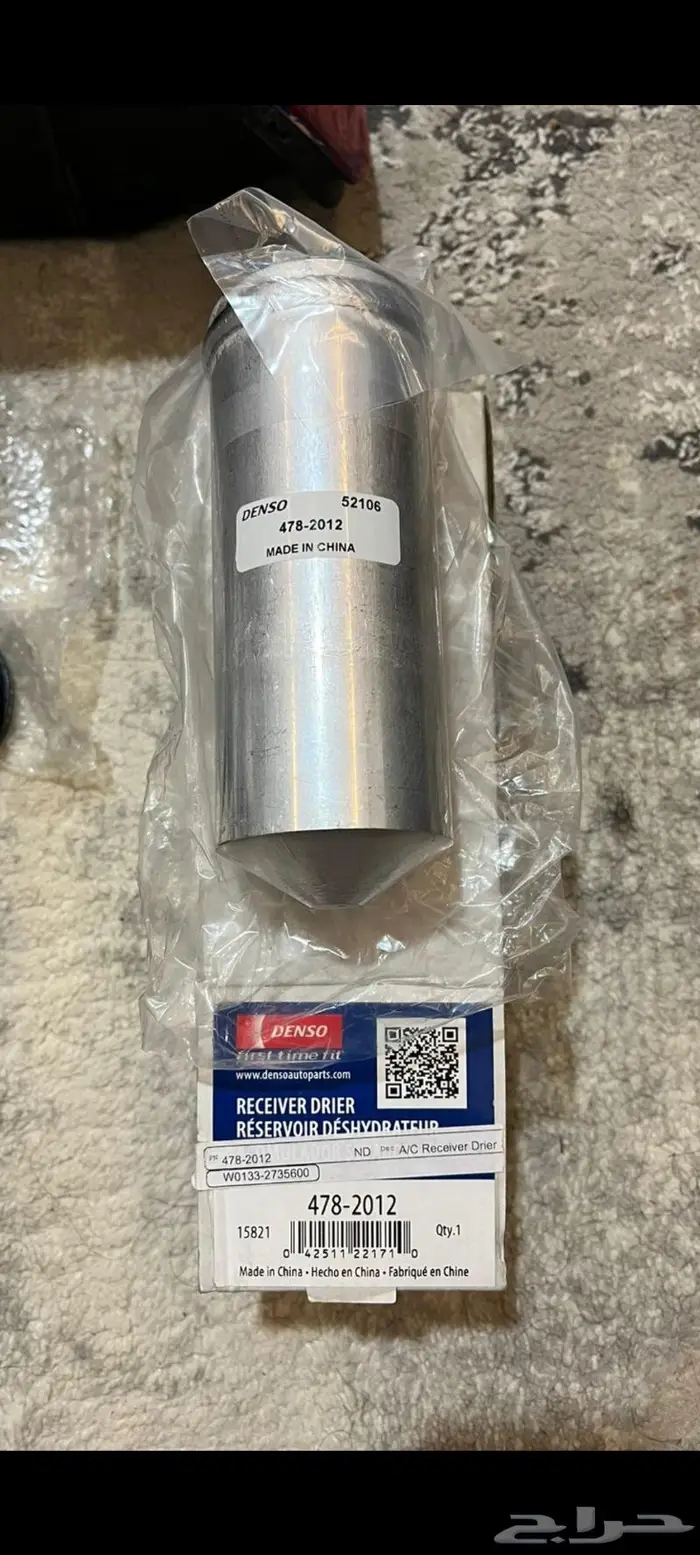 DENSO 52106
478-2012
MADE IN CHINA
DENSO
first time fit
www.densoautoparts.com
RECEIVER DRIER
RÉSERVOIR DÉSHYDRATEUR
PN 478-2012 ND Des A/C Receiver Drier
W0133-2735600
478-2012
15821 Qty.1
0 42511 22171 0
Made in China • Hecho en China • Fabriqué en Chine
حراج